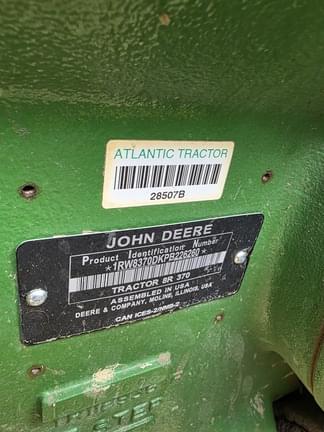 ATLANTIC TRACTOR
28507B
JOHN DEERE
Product Identification Number
*1RW8370DKPB226260*
TRACTOR 8R 370
ASSEMBLED IN USA
DEERE & COMPANY, MOLINE, ILLINOIS, USA
CAN ICES-2/NMB-2